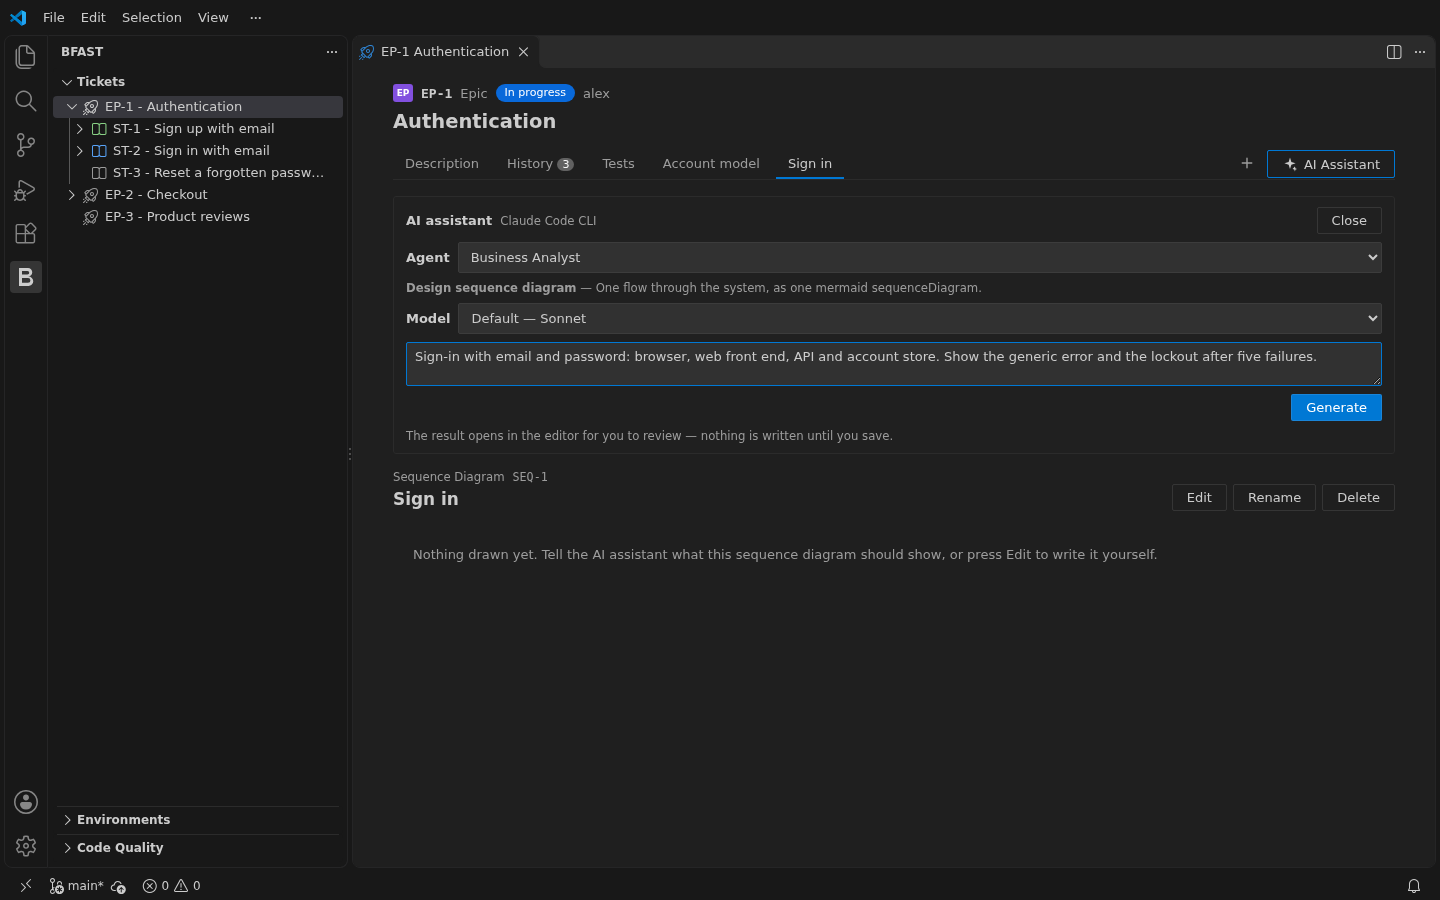 File Edit Selection View ...
BFAST
Tickets
EP-1 - Authentication
ST-1 - Sign up with email
ST-2 - Sign in with email
ST-3 - Reset a forgotten passw...
EP-2 - Checkout
EP-3 - Product reviews
B
Environments
Code Quality
EP-1 Authentication
EP EP-1 Epic In progress alex
Authentication
Description History 3 Tests Account model Sign in + AI Assistant
AI assistant Claude Code CLI Close
Agent Business Analyst
Design sequence diagram — One flow through the system, as one mermaid sequenceDiagram.
Model Default — Sonnet
Sign-in with email and password: browser, web front end, API and account store. Show the generic error and the lockout after five failures.
Generate
The result opens in the editor for you to review — nothing is written until you save.
Sequence Diagram SEQ-1
Sign in Edit Rename Delete
Nothing drawn yet. Tell the AI assistant what this sequence diagram should show, or press Edit to write it yourself.
main* 0 0